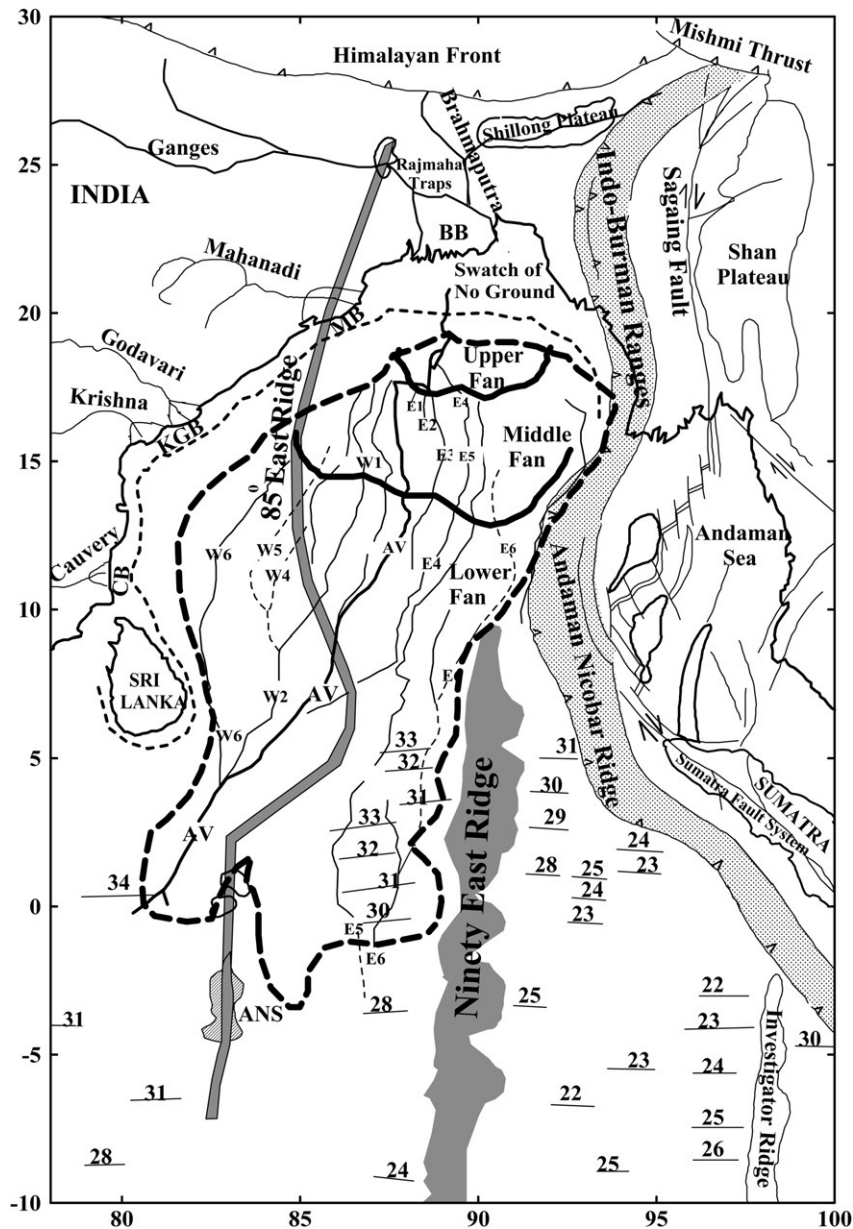 30
Mishmi Thrust
Himalayan Front
Brahmaputra
Shillong Plateau
Ganges
25
Rajmahal
Traps
Indo-Burman Ranges
Sagaing Fault
INDIA
BB
Shan
Plateau
Mahanadi
Swatch of
No Ground
20
MB
Godavari
Upper
Fan
Krishna
E1
E4
E2
KGB
Middle
Fan
85 East Ridge
15
W1
E3
E5
0
Andaman
Sea
W6
W5
AV
E6
Cauvery
W4
E4
Lower
Fan
CB
10
Andaman Nicobar Ridge
SRI
LANKA
W2
AV
E
W6
33
31
5
32
Sumatra Fault System
SUMATRA
31
30
33
29
AV
24
32
28
25
23
34
31
24
0
30
23
E5
E6
Ninety East Ridge
22
ANS
28
25
31
23
30
Investigator Ridge
-5
23
24
31
22
25
28
26
24
25
-10
80
85
90
95
100